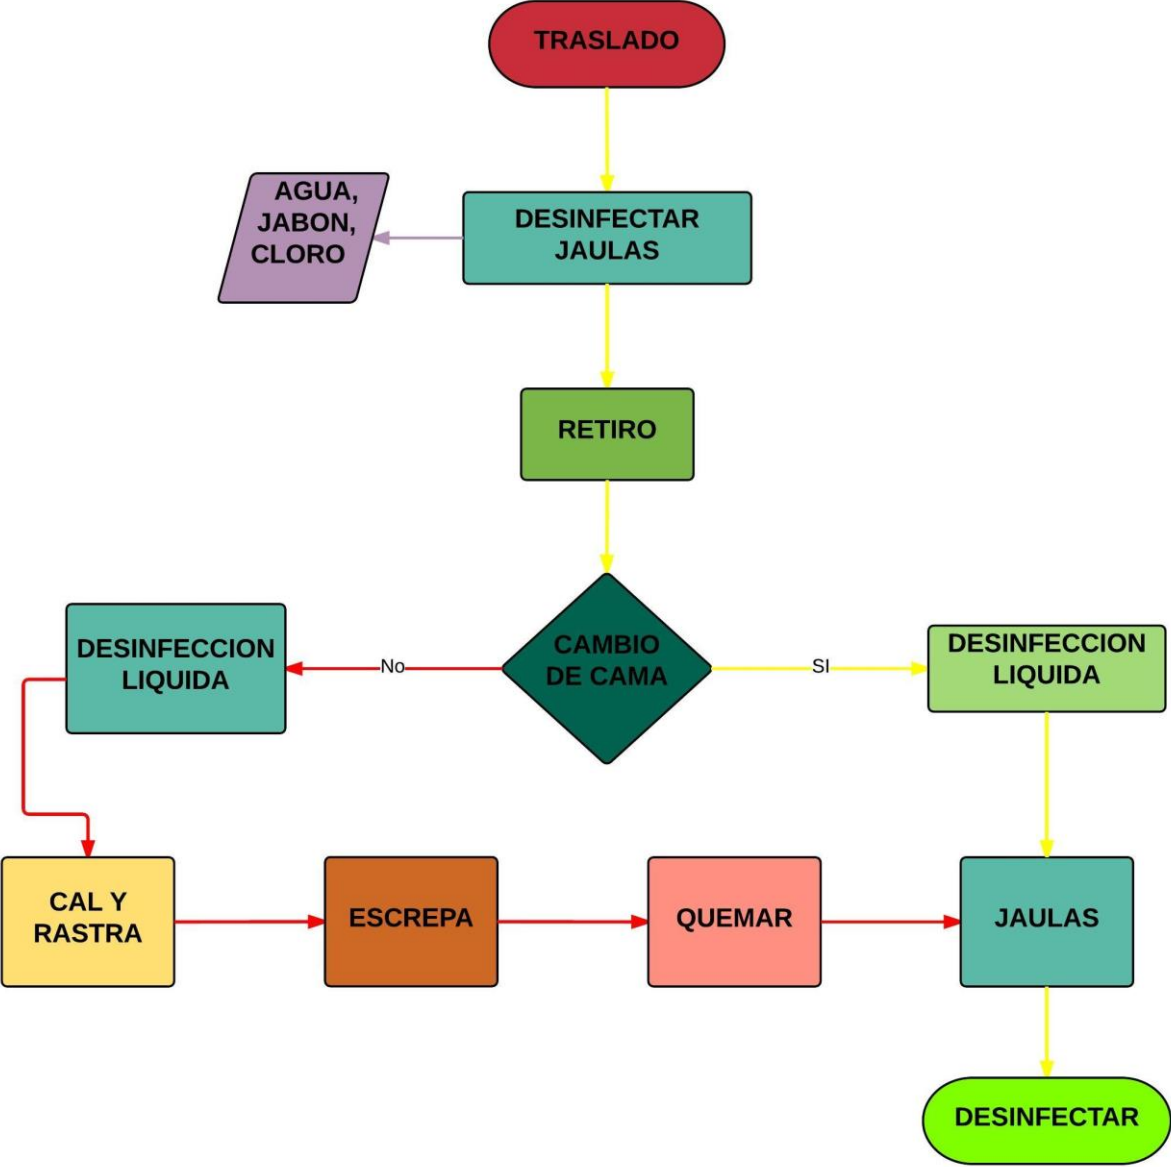 TRASLADO
AGUA,
JABON,
CLORO
DESINFECTAR
JAULAS
RETIRO
CAMBIO
DE CAMA
No
SI
DESINFECCION
LIQUIDA
DESINFECCION
LIQUIDA
CAL Y
RASTRA
ESCREPA
QUEMAR
JAULAS
DESINFECTAR